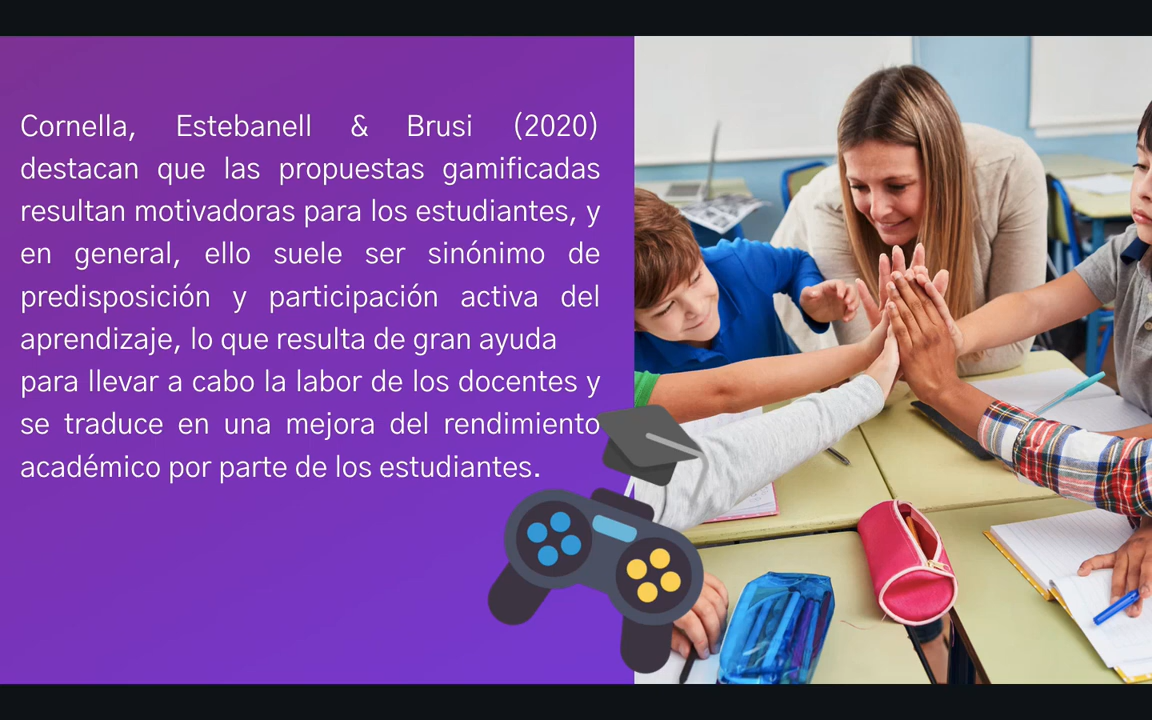 Cornella, Estebanell & Brusi (2020)
destacan que las propuestas gamificadas
resultan motivadoras para los estudiantes, y
en general, ello suele ser sinónimo de
predisposición y participación activa del
aprendizaje, lo que resulta de gran ayuda
para llevar a cabo la labor de los docentes y
se traduce en una mejora del rendimiento
académico por parte de los estudiantes.